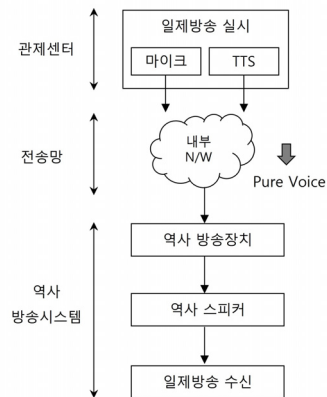 일제방송 실시
관제센터
마이크
TTS
내부
N/W
전송망
Pure Voice
역사 방송장치
역사
방송시스템
역사 스피커
일제방송 수신